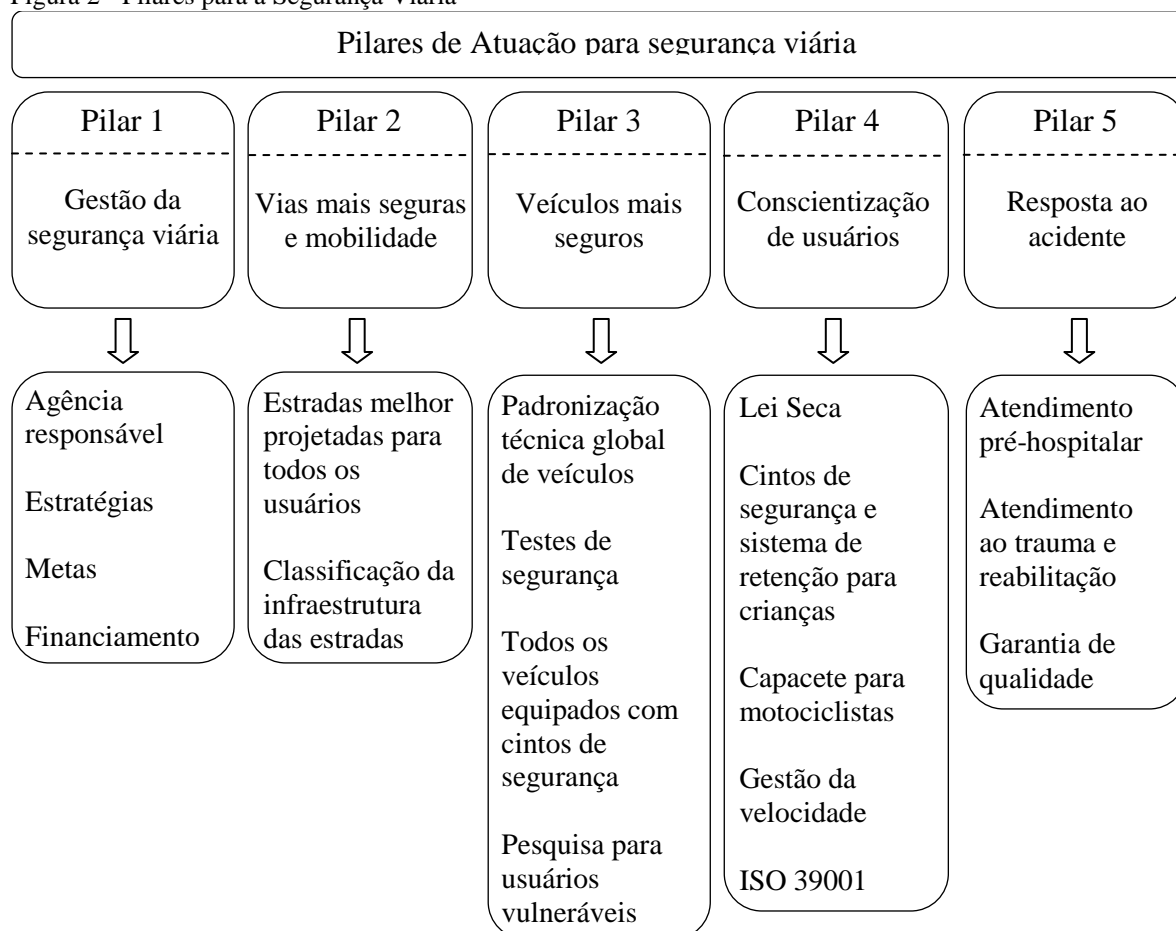 Figura 2 - Pilares para a Segurança Viária
Pilares de Atuação para segurança viária
Pilar 1
Gestão da
segurança viária
Agência
responsável
Estratégias
Metas
Financiamento
Pilar 2
Vias mais seguras
e mobilidade
Estradas melhor
projetadas para
todos os
usuários
Classificação da
infraestrutura
das estradas
Pilar 3
Veículos mais
seguros
Padronização
técnica global
de veículos
Testes de
segurança
Todos os
veículos
equipados com
cintos de
segurança
Pesquisa para
usuários
vulneráveis
Pilar 4
Conscientização
de usuários
Lei Seca
Cintos de
segurança e
sistema de
retenção para
crianças
Capacete para
motociclistas
Gestão da
velocidade
ISO 39001
Pilar 5
Resposta ao
acidente
Atendimento
pré-hospitalar
Atendimento
ao trauma e
reabilitação
Garantia de
qualidade